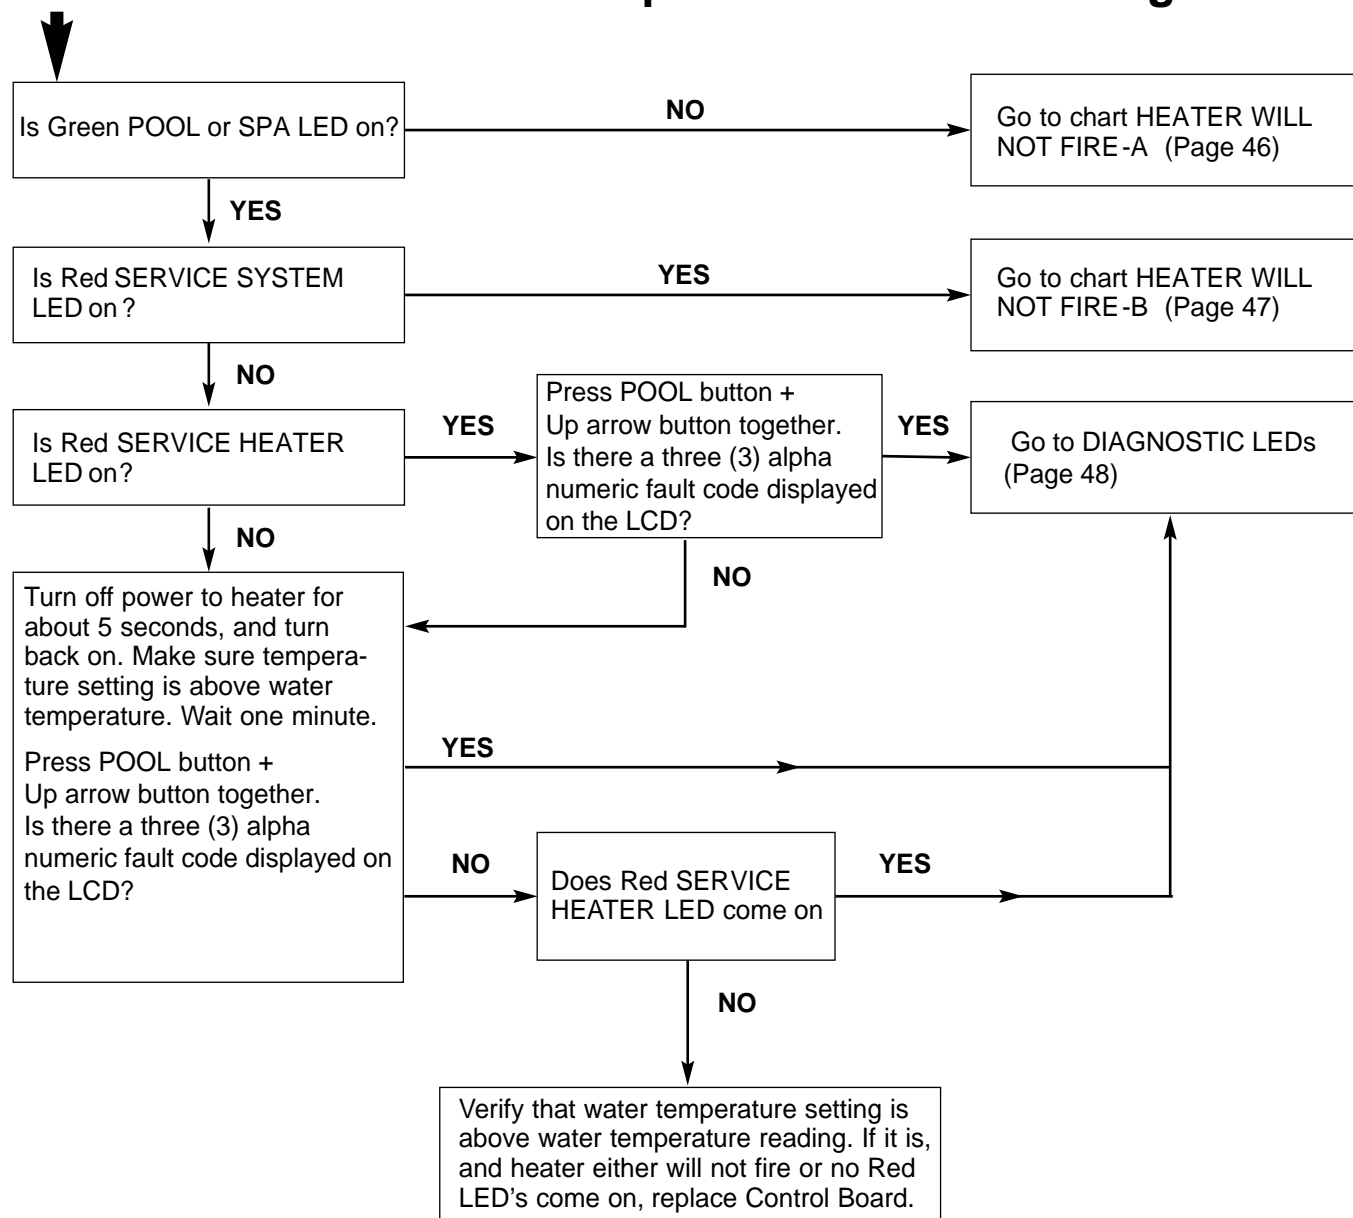 Is Green POOL or SPA LED on?
NO
Go to chart HEATER WILL
NOT FIRE-A (Page 46)
YES
Is Red SERVICE SYSTEM
LED on?
YES
Go to chart HEATER WILL
NOT FIRE-B (Page 47)
NO
Is Red SERVICE HEATER
LED on?
YES
Press POOL button +
Up arrow button together.
Is there a three (3) alpha
numeric fault code displayed
on the LCD?
YES
Go to DIAGNOSTIC LEDs
(Page 48)
NO
NO
Turn off power to heater for
about 5 seconds, and turn
back on. Make sure tempera-
ture setting is above water
temperature. Wait one minute.
Press POOL button +
Up arrow button together.
Is there a three (3) alpha
numeric fault code displayed on
the LCD?
YES
NO
Does Red SERVICE
HEATER LED come on
YES
NO
Verify that water temperature setting is
above water temperature reading. If it is,
and heater either will not fire or no Red
LED's come on, replace Control Board.